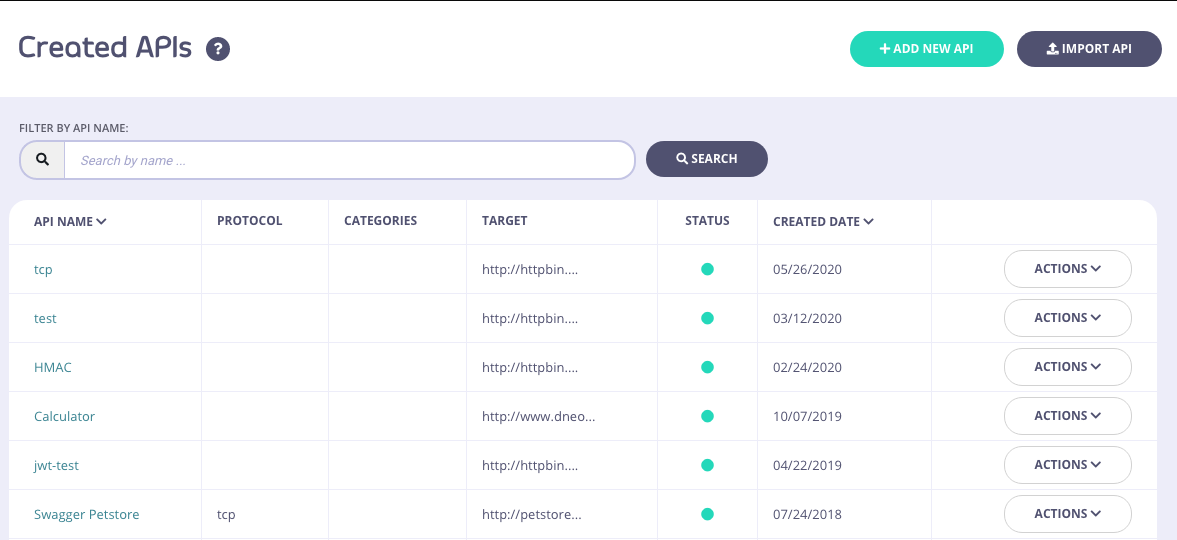 Created APIs ?
+ ADD NEW API IMPORT API
FILTER BY API NAME:
Search by name ... SEARCH
API NAME PROTOCOL CATEGORIES TARGET STATUS CREATED DATE
tcp http://httpbin.... 05/26/2020 ACTIONS
test http://httpbin.... 03/12/2020 ACTIONS
HMAC http://httpbin.... 02/24/2020 ACTIONS
Calculator http://www.dneo... 10/07/2019 ACTIONS
jwt-test http://httpbin.... 04/22/2019 ACTIONS
Swagger Petstore tcp http://petstore... 07/24/2018 ACTIONS